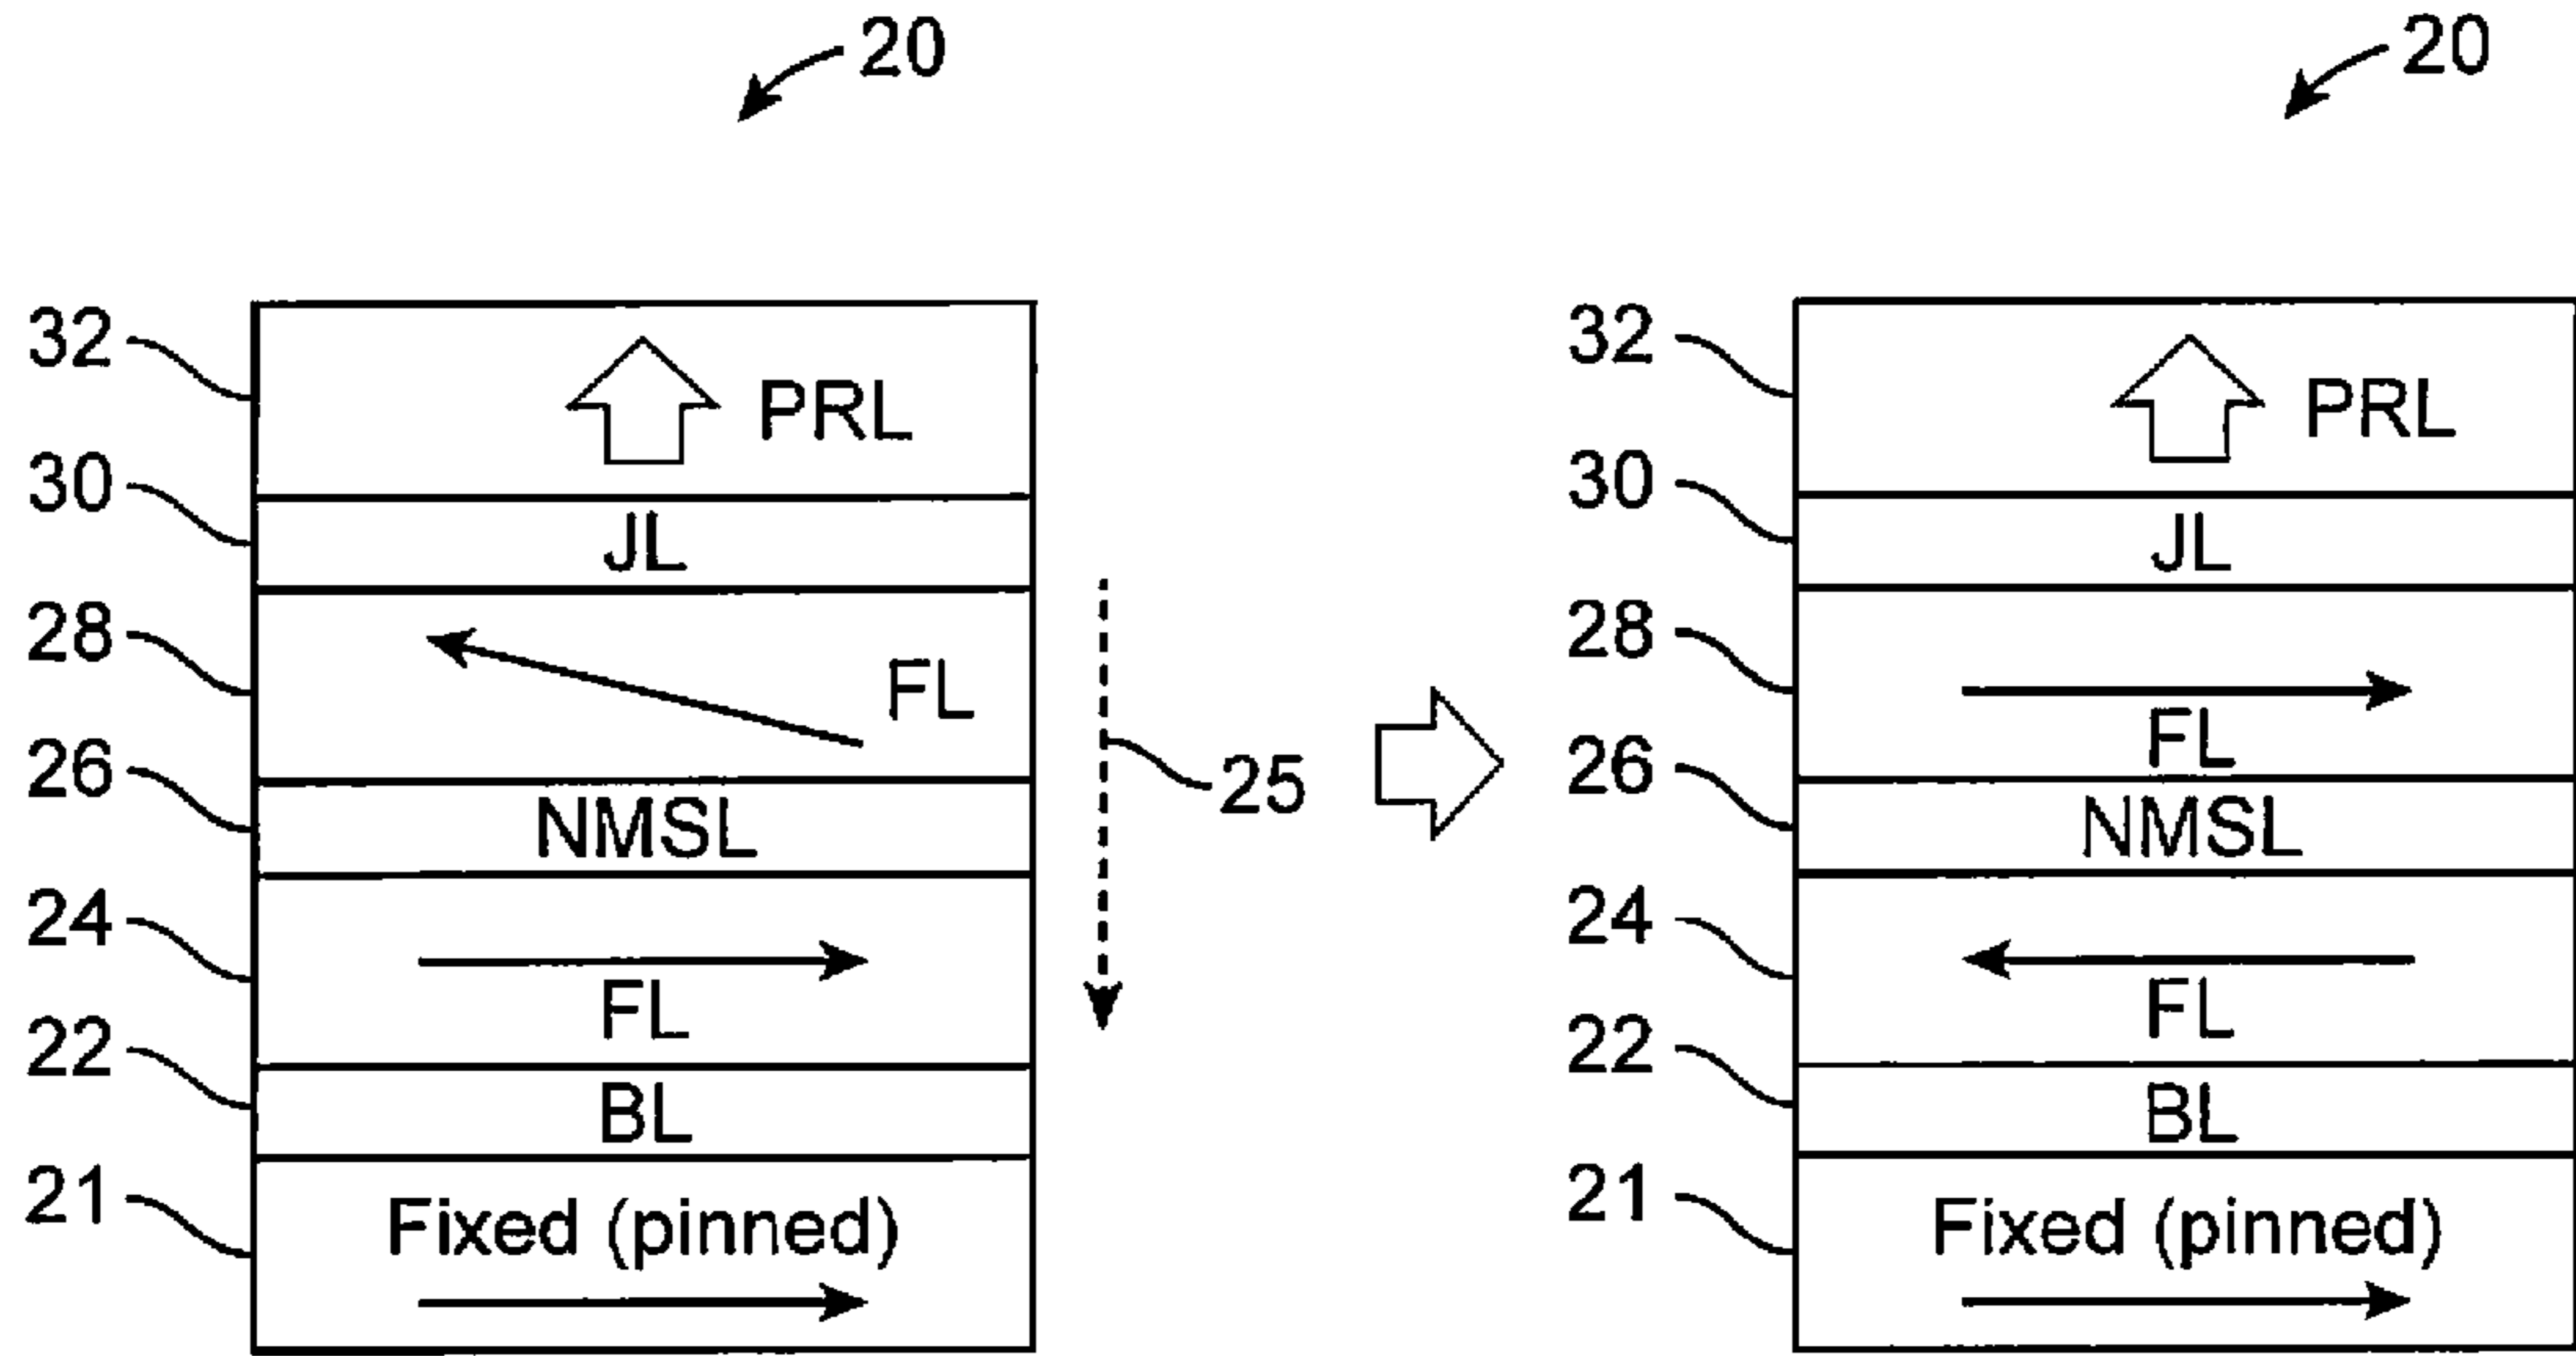 20
20
32
PRL
30
JL
28
FL
26
NMSL
24
FL
22
BL
21
Fixed (pinned)
25
32
PRL
30
JL
28
FL
26
NMSL
24
FL
22
BL
21
Fixed (pinned)